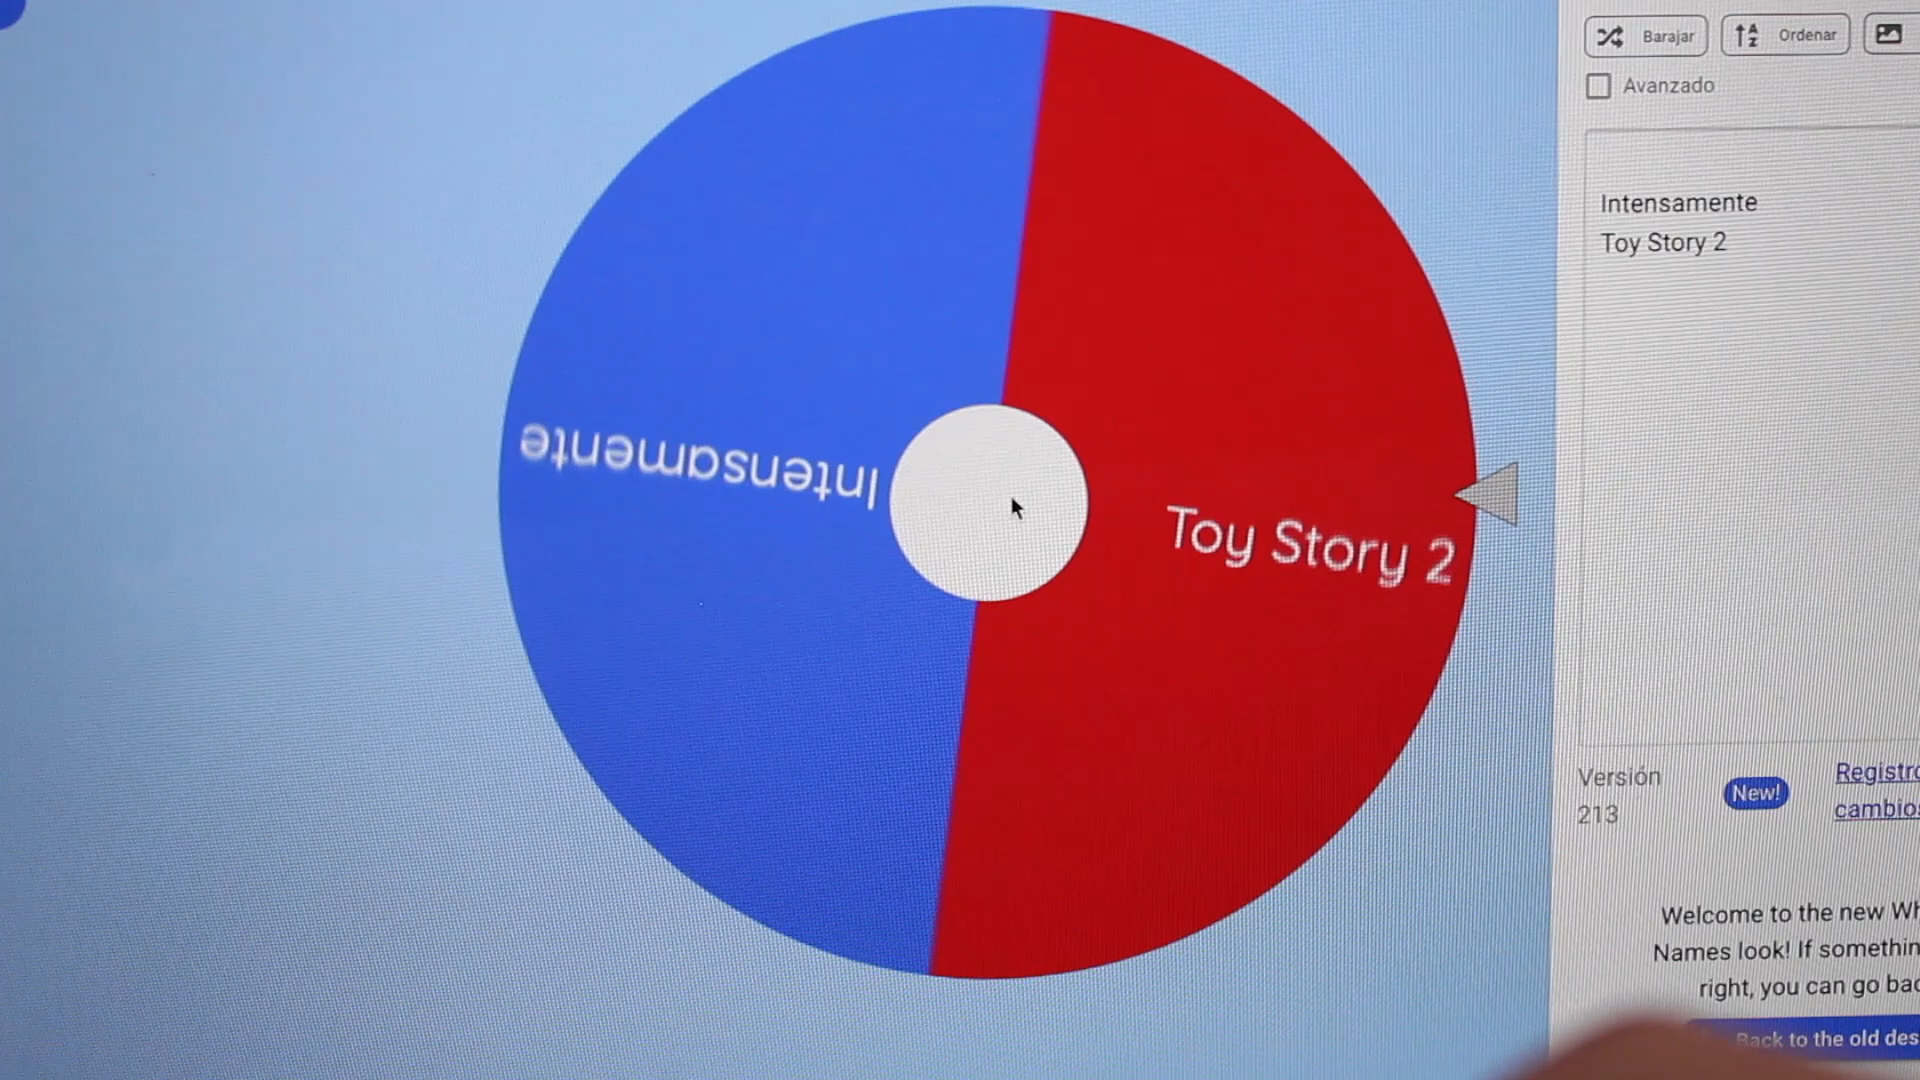 Barajar
Ordenar
Avanzado
Intensamente
Toy Story 2
Intensamente
Toy Story 2
Versión
213
New!
Registro
cambios
Welcome to the new Wh
Names look! If somethin
right, you can go bac
Back to the old des